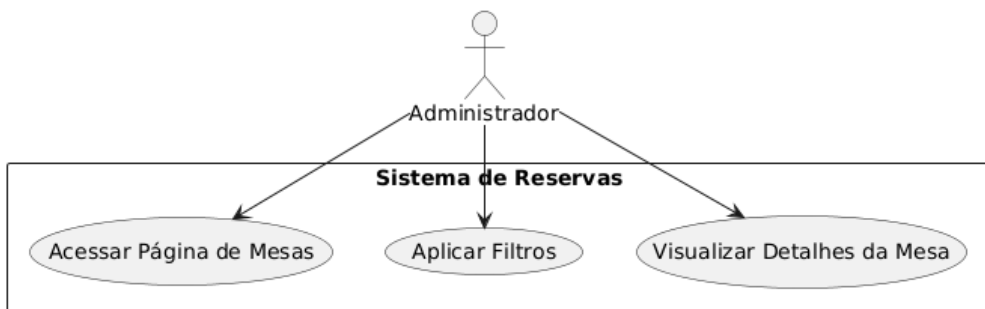 Administrador
Sistema de Reservas
Acessar Página de Mesas
Aplicar Filtros
Visualizar Detalhes da Mesa